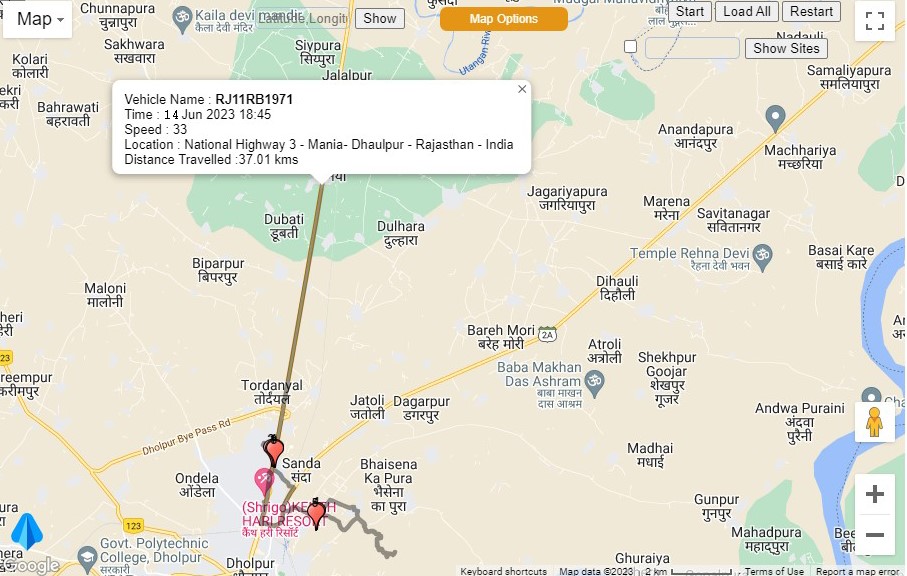 Map
Chunnapura
चुन्नापुरा
Kaila devi mandir
कैला देवी मंदिर
Show
Map Options
Start
Load All
Restart
Show Sites
Utangan Riv
Nadauli
Sakhwara
सखवारा
Siypura
सिय्पुरा
Jalalpur
Kolari
कोलारी
Bahrawati
बहरावती
Samaliyapura
समलियापुरा
Vehicle Name : RJ11RB1971
Time : 14 Jun 2023 18:45
Speed : 33
Location : National Highway 3 - Mania- Dhaulpur - Rajasthan - India
Distance Travelled :37.01 kms
Anandapura
आनंदपुर
Machhariya
मच्छरिया
Jagariyapura
जगरियापुरा
Marena
मरेना
Savitanagar
सवितानगर
Dubati
डूबती
Dulhara
दुल्हारा
Temple Rehna Devi
रेहना देवी भवन
Basai Kare
बसाई कारे
Biparpur
बिपरपुर
Maloni
मालोनी
Dihauli
दिहौली
Bareh Mori
बरेह मोरी
2A
Atroli
अत्रोली
Shekhpur
Goojar
शेखपुर
गूजर
23
reempur
करीमपुर
Baba Makhan
Das Ashram
बाबा माखन
दास आश्रम
Tordanyal
तोर्दयल
Jatoli
जतोली
Dagarpur
डगरपुर
Andwa Puraini
अंदवा
पुरैनी
Dholpur Bye Pass Rd
Madhai
मधाई
Ondela
ओंडेला
Sanda
संदा
Bhaisena
Ka Pura
भैसेना
का पुरा
Gunpur
गुनपुर
HARI RESORT
कैंथ हरी रिसॉर्ट
123
Govt. Polytechnic
College, Dholpur
सरकारी
Dholpur
Mahadpura
महादपुरा
Ghuraiya
Google
Keyboard shortcuts
Map data ©2023
2 km
Terms of Use
Report a map error